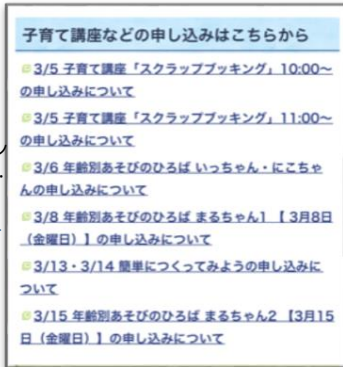 子育て講座などの申し込みはこちらから
3/5 子育て講座「スクラップブッキング」10:00～
の申し込みについて
3/5 子育て講座「スクラップブッキング」11:00～
の申し込みについて
3/6 年齢別あそびのひろば いっちゃん・にこちゃ
んの申し込みについて
3/8 年齢別あそびのひろば まるちゃん1 【 3月8日
（金曜日）】の申し込みについて
3/13・3/14 簡単につくってみようの申し込みに
ついて
3/15 年齢別あそびのひろば まるちゃん2 【3月15
日（金曜日）】の申し込みについて